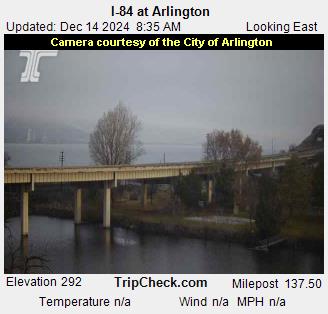 I-84 at Arlington
Updated: Dec 14 2024 8:35 AM Looking East
Camera courtesy of the City of Arlington
Elevation 292 TripCheck.com Milepost 137.50
Temperature n/a Wind n/a MPH n/a